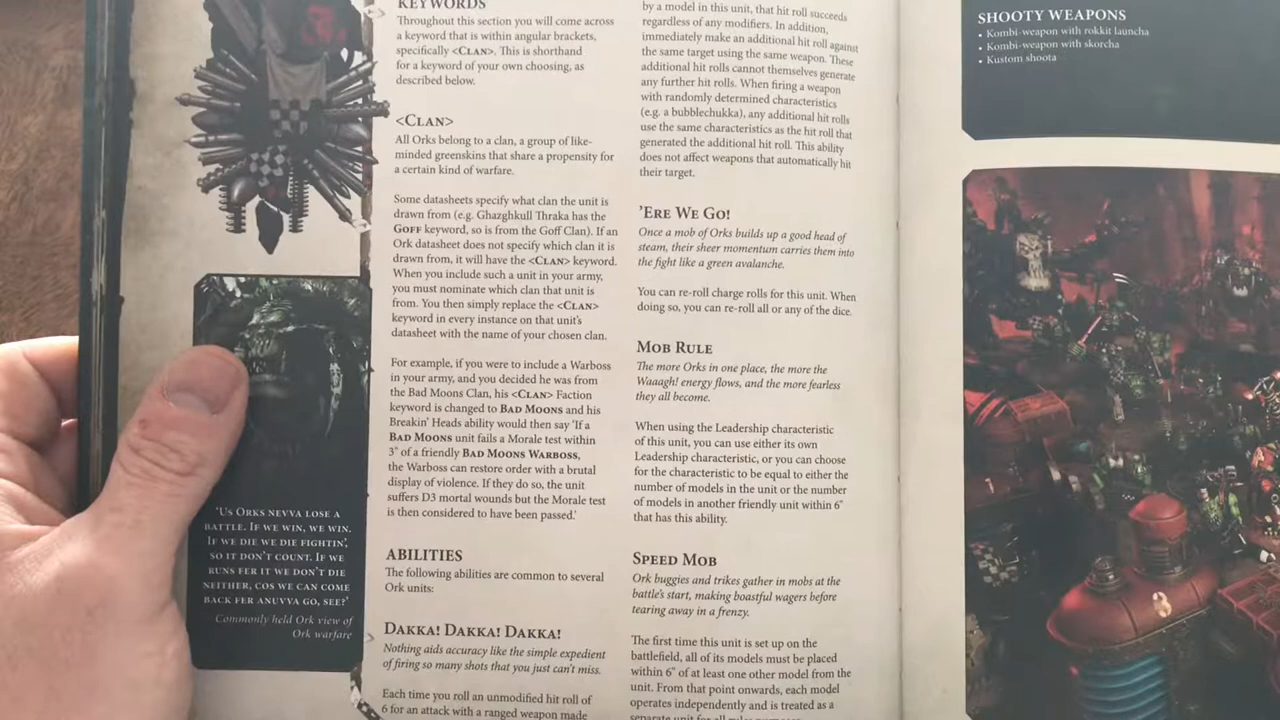 'Us Orks nevva lose a
battle. If we win, we win.
If we die we die fightin',
so it don't count. If we
runs fer it we don't die
neither, cos we can come
back fer anuvva go, see?'
Commonly held Ork view of
Ork warfare
KEYWORDS
Throughout this section you will come across
a keyword that is within angular brackets,
specifically <CLAN>. This is shorthand
for a keyword of your own choosing, as
described below.
<CLAN>
All Orks belong to a clan, a group of like-
minded greenskins that share a propensity for
a certain kind of warfare.
Some datasheets specify what clan the unit is
drawn from (e.g. Ghazghkull Thraka has the
GOFF keyword, so is from the Goff Clan). If an
Ork datasheet does not specify which clan it is
drawn from, it will have the <CLAN> keyword.
When you include such a unit in your army,
you must nominate which clan that unit is
from. You then simply replace the <CLAN>
keyword in every instance on that unit's
datasheet with the name of your chosen clan.
For example, if you were to include a Warboss
in your army, and you decided he was from
the Bad Moons Clan, his <CLAN> Faction
keyword is changed to BAD MOONS and his
Breakin' Heads ability would then say 'If a
BAD MOONS unit fails a Morale test within
3" of a friendly BAD MOONS WARBOSS,
the Warboss can restore order with a brutal
display of violence. If they do so, the unit
suffers D3 mortal wounds but the Morale test
is then considered to have been passed.'
ABILITIES
The following abilities are common to several
Ork units:
DAKKA! DAKKA! DAKKA!
Nothing aids accuracy like the simple expedient
of firing so many shots that you just can't miss.
Each time you roll an unmodified hit roll of
6 for an attack with a ranged weapon made
by a model in this unit, that hit roll succeeds
regardless of any modifiers. In addition,
immediately make an additional hit roll against
the same target using the same weapon. These
additional hit rolls cannot themselves generate
any further hit rolls. When firing a weapon
with randomly determined characteristics
(e.g. a bubblechukka), any additional hit rolls
use the same characteristics as the hit roll that
generated the additional hit roll. This ability
does not affect weapons that automatically hit
their target.
'ERE WE GO!
Once a mob of Orks builds up a good head of
steam, their sheer momentum carries them into
the fight like a green avalanche.
You can re-roll charge rolls for this unit. When
doing so, you can re-roll all or any of the dice.
MOB RULE
The more Orks in one place, the more the
Waaagh! energy flows, and the more fearless
they all become.
When using the Leadership characteristic
of this unit, you can use either its own
Leadership characteristic, or you can choose
for the characteristic to be equal to either the
number of models in the unit or the number
of models in another friendly unit within 6"
that has this ability.
SPEED MOB
Ork buggies and trikes gather in mobs at the
battle's start, making boastful wagers before
tearing away in a frenzy.
The first time this unit is set up on the
battlefield, all of its models must be placed
within 6" of at least one other model from the
unit. From that point onwards, each model
operates independently and is treated as a
separate unit for all rules purposes
SHOOTY WEAPONS
• Kombi-weapon with rokkit launcha
• Kombi-weapon with skorcha
• Kustom shoota